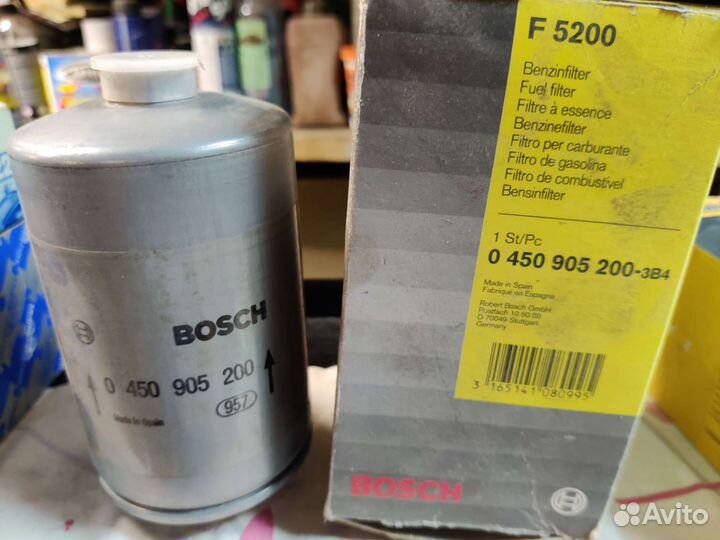 BOSCH
0 450 905 200
957
Made in Spain
F 5200
Benzinfilter
Fuel filter
Filtre à essence
Benzinefilter
Filtro per carburante
Filtro de gasolina
Filtro de combustível
Bensinfilter
1 St/Pc
0 450 905 200-3B4
Made in Spain
Fabriqué en Espagne
Robert Bosch GmbH
Postfach 10 60 50
D-70049 Stuttgart
Germany
3 165141 080995
BOSCH
Avito